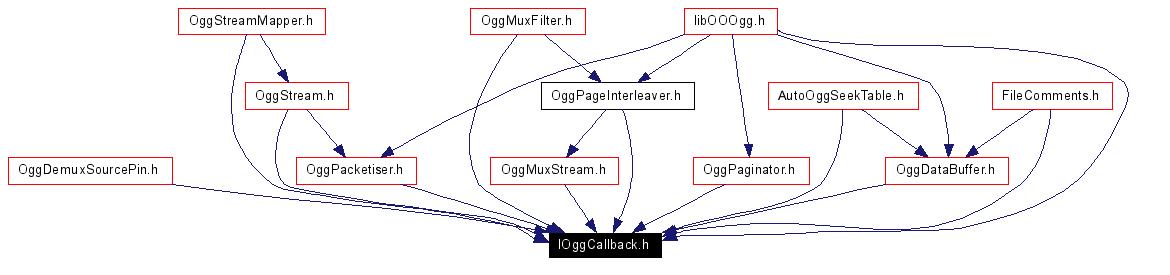 OggStreamMapper.h
OggMuxFilter.h
libOOOgg.h
OggStream.h
OggPageInterleaver.h
AutoOggSeekTable.h
FileComments.h
OggDemuxSourcePin.h
OggPacketiser.h
OggMuxStream.h
OggPaginator.h
OggDataBuffer.h
IOggCallback.h